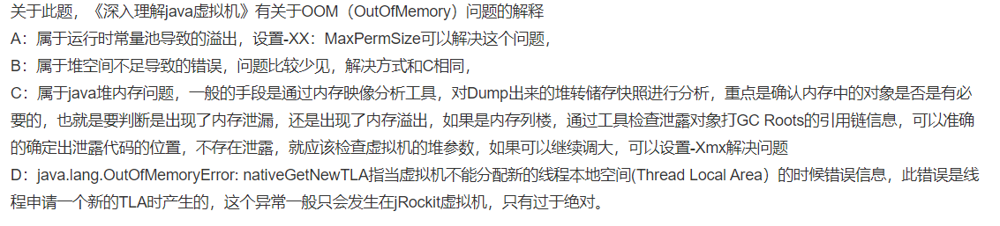 关于此题，《深入理解java虚拟机》有关于OOM（OutOfMemory）问题的解释
A：属于运行时常量池导致的溢出，设置-XX：MaxPermSize可以解决这个问题，
B：属于堆空间不足导致的错误，问题比较少见，解决方式和C相同，
C：属于java堆内存问题，一般的手段是通过内存映像分析工具，对Dump出来的堆转储存快照进行分析，重点是确认内存中的对象是否是有必
要的，也就是要判断是出现了内存泄漏，还是出现了内存溢出，如果是内存列楼，通过工具检查泄露对象打GC Roots的引用链信息，可以准确
的确定出泄露代码的位置，不存在泄露，就应该检查虚拟机的堆参数，如果可以继续调大，可以设置-Xmx解决问题
D：java.lang.OutOfMemoryError: nativeGetNewTLA指当虚拟机不能分配新的线程本地空间(Thread Local Area）的时候错误信息，此错误是线
程申请一个新的TLA时产生的，这个异常一般只会发生在jRockit虚拟机，只有过于绝对。